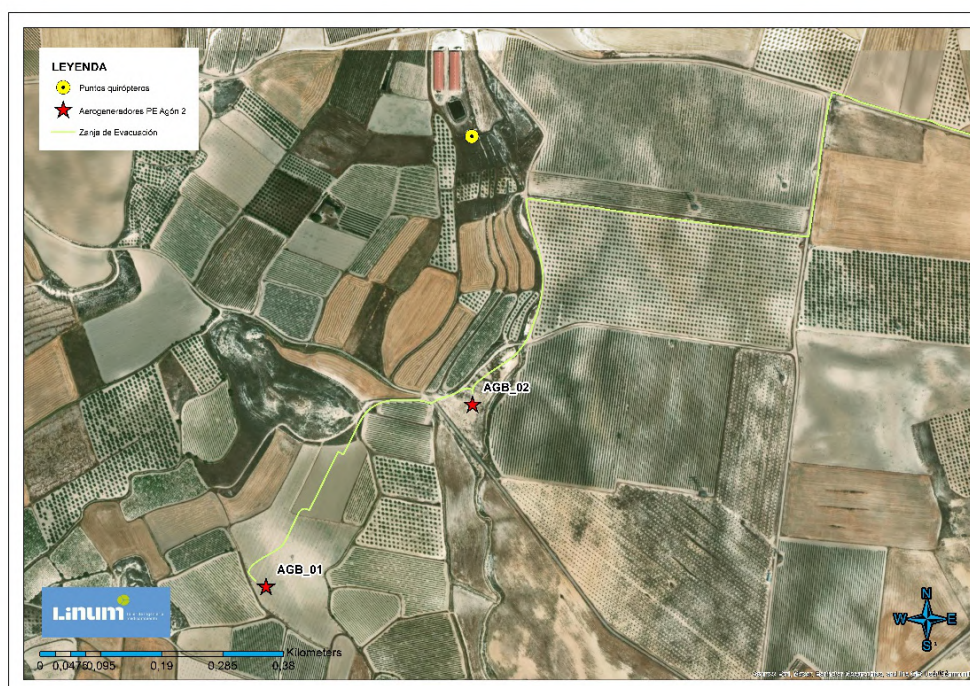 LEYENDA
Puntos quirópteros
Aerogeneradores PE Agón 2
Zanja de Evacuación
AGB_02
AGB_01
Linum
N
W E
S
Kilometers
0 0,0475 0,095 0,19 0,285 0,38